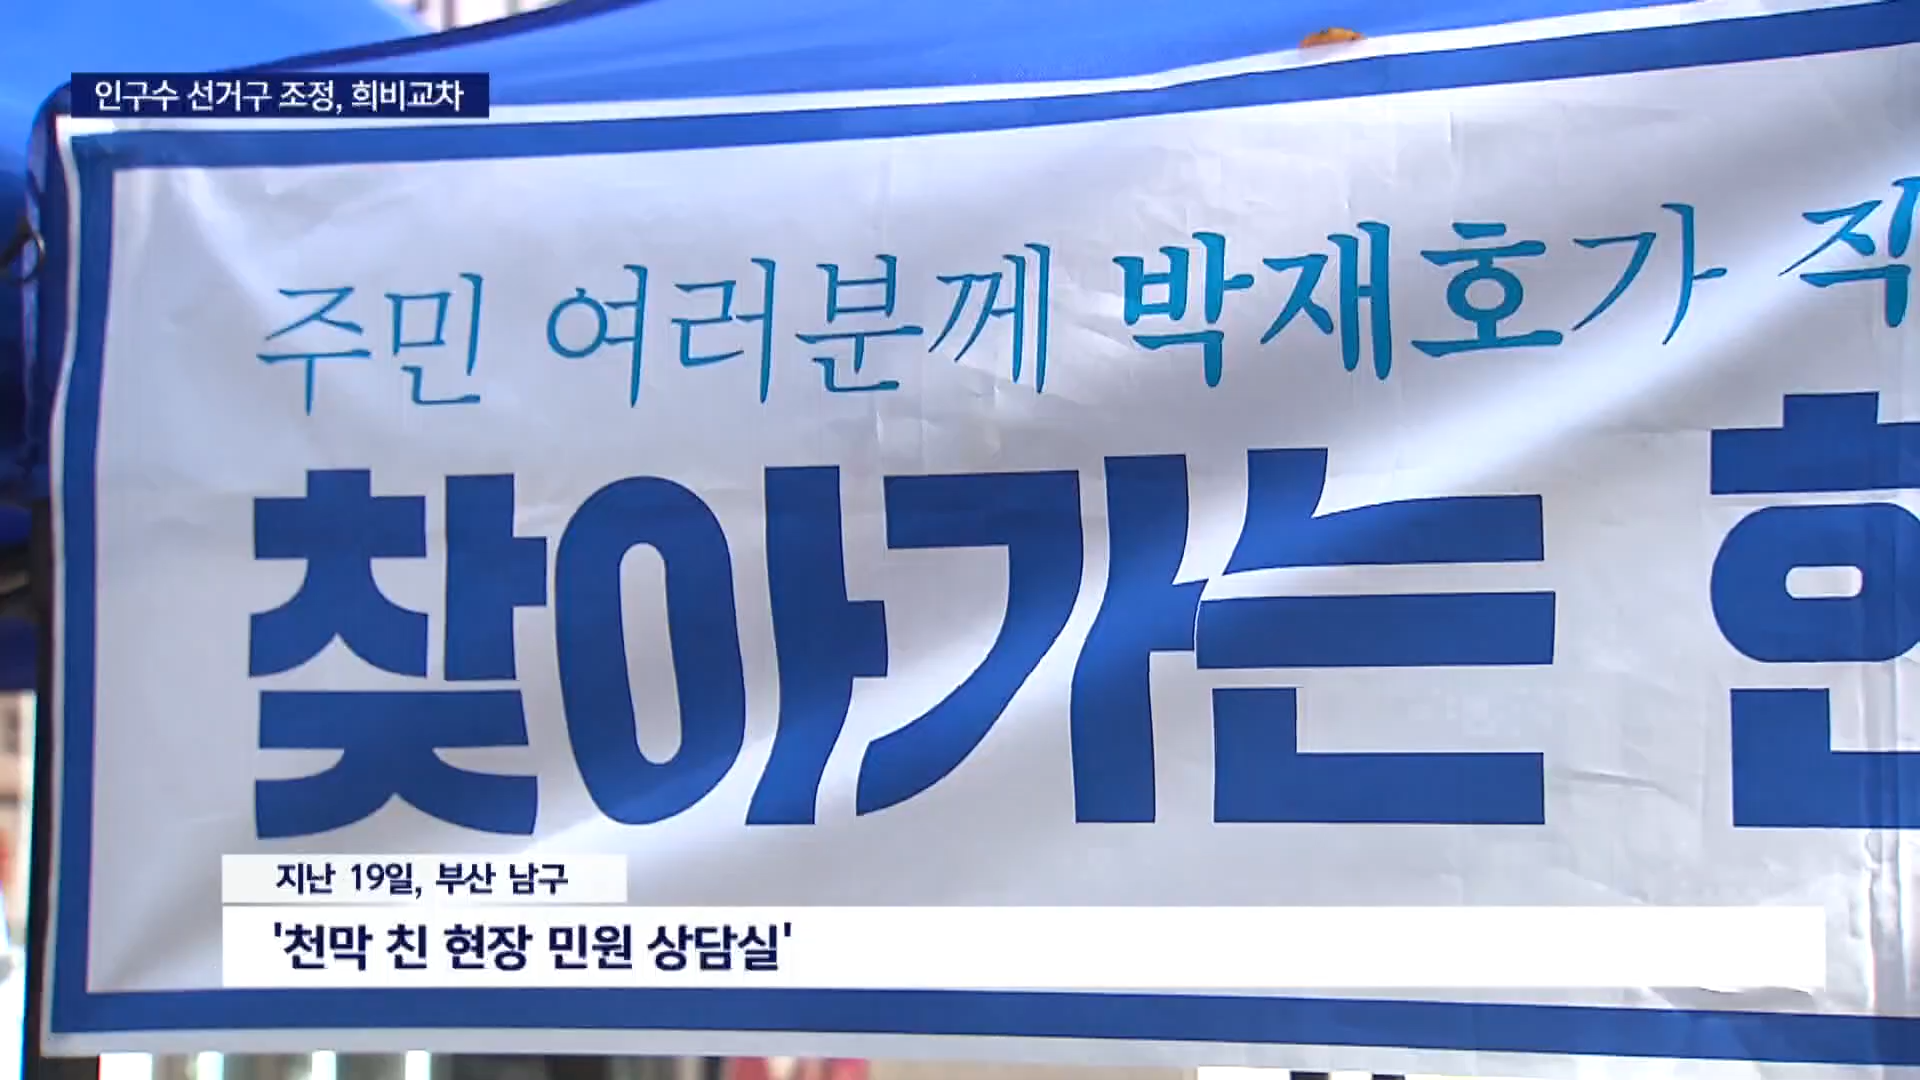 인구수 선거구 조정, 희비교차
주민 여러분께 박재호가 직
찾아가는
지난 19일, 부산 남구
'천막 친 현장 민원 상담실'